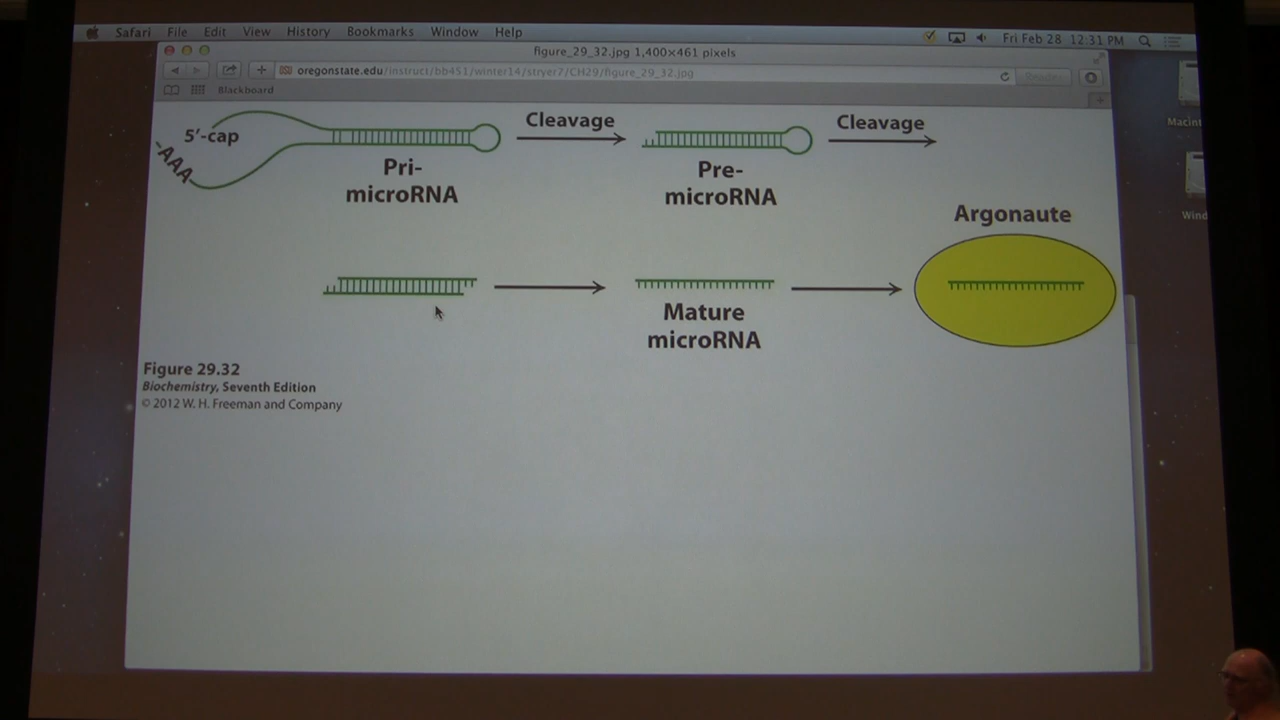 Safari File Edit View History Bookmarks Window Help
Fri Feb 28 12:31 PM
figure_29_32.jpg 1,400×461 pixels
oregonstate.edu/instruct/bb451/winter14/stryer7/CH29/figure_29_32.jpg
Reader
Blackboard
5’-cap
-AAA
Pri-
microRNA
Cleavage
Pre-
microRNA
Cleavage
Argonaute
Mature
microRNA
Figure 29.32
Biochemistry, Seventh Edition
© 2012 W. H. Freeman and Company